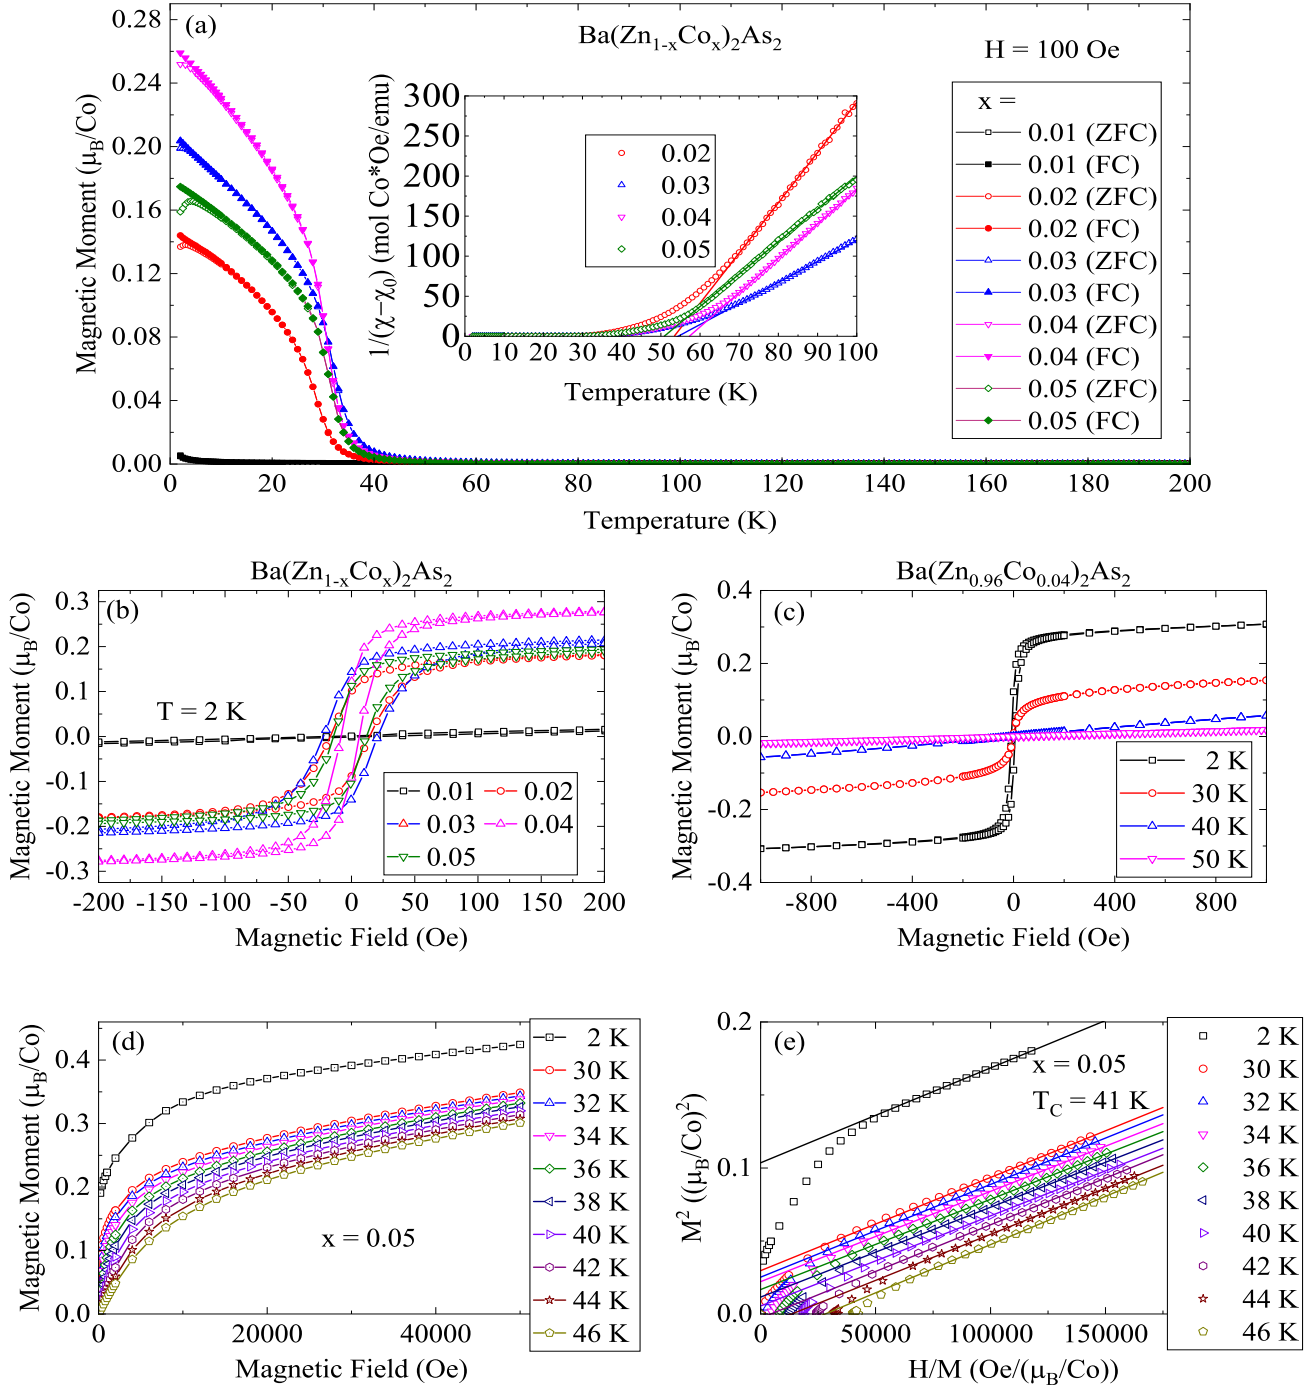 (a)
Ba(Zn1-xCox)2As2
H = 100 Oe
Magnetic Moment (μB/Co)
0.28
0.24
0.20
0.16
0.12
0.08
0.04
0.00
0 20 40 60 80 100 120 140 160 180 200
Temperature (K)
x =
0.01 (ZFC)
0.01 (FC)
0.02 (ZFC)
0.02 (FC)
0.03 (ZFC)
0.03 (FC)
0.04 (ZFC)
0.04 (FC)
0.05 (ZFC)
0.05 (FC)
1/(χ−χ0) (mol Co*Oe/emu)
300
250
200
150
100
50
0
0 10 20 30 40 50 60 70 80 90 100
Temperature (K)
0.02
0.03
0.04
0.05
Ba(Zn1-xCox)2As2
(b)
Magnetic Moment (μB/Co)
0.3
0.2
0.1
0.0
-0.1
-0.2
-0.3
T = 2 K
0.01 0.02
0.03 0.04
0.05
-200 -150 -100 -50 0 50 100 150 200
Magnetic Field (Oe)
Ba(Zn0.96Co0.04)2As2
(c)
Magnetic Moment (μB/Co)
0.4
0.2
0.0
-0.2
-0.4
2 K
30 K
40 K
50 K
-800 -400 0 400 800
Magnetic Field (Oe)
(d)
Magnetic Moment (μB/Co)
0.4
0.3
0.2
0.1
0.0
x = 0.05
0 20000 40000
Magnetic Field (Oe)
2 K
30 K
32 K
34 K
36 K
38 K
40 K
42 K
44 K
46 K
(e)
M2 ((μB/Co)2)
0.2
0.1
0.0
x = 0.05
TC = 41 K
0 50000 100000 150000
H/M (Oe/(μB/Co))
2 K
30 K
32 K
34 K
36 K
38 K
40 K
42 K
44 K
46 K